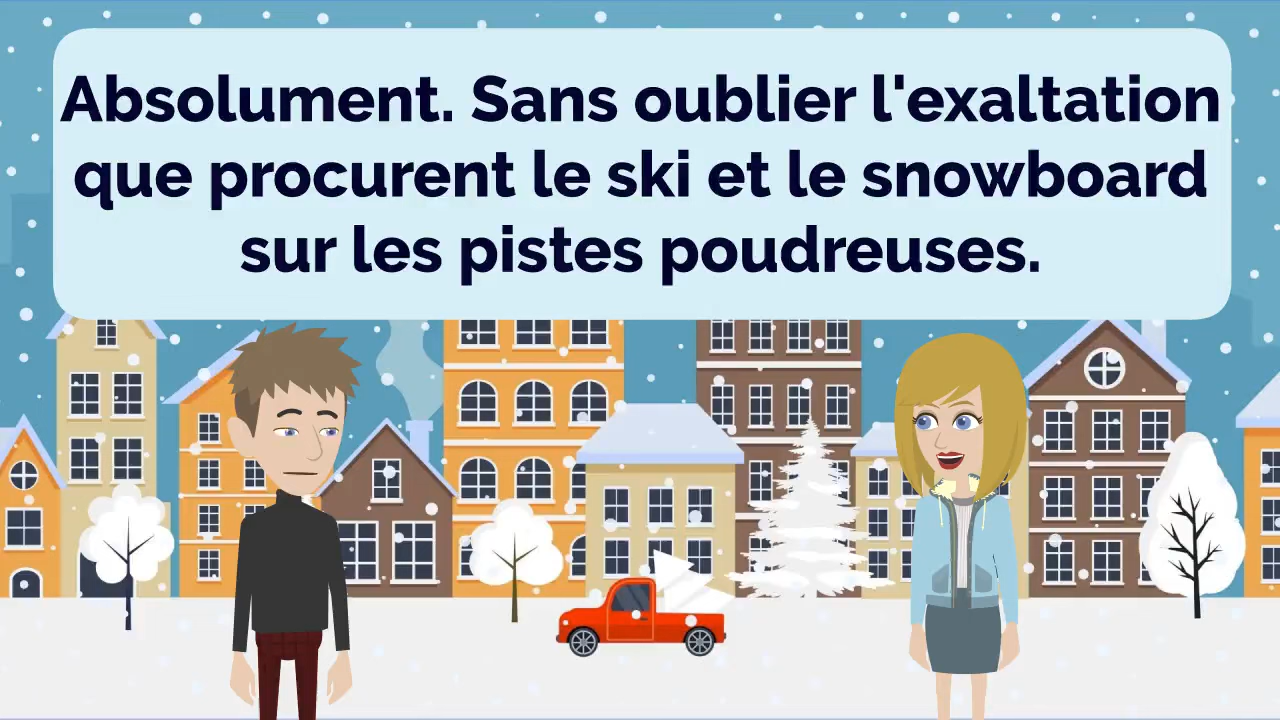 Absolument. Sans oublier l'exaltation
que procurent le ski et le snowboard
sur les pistes poudreuses.